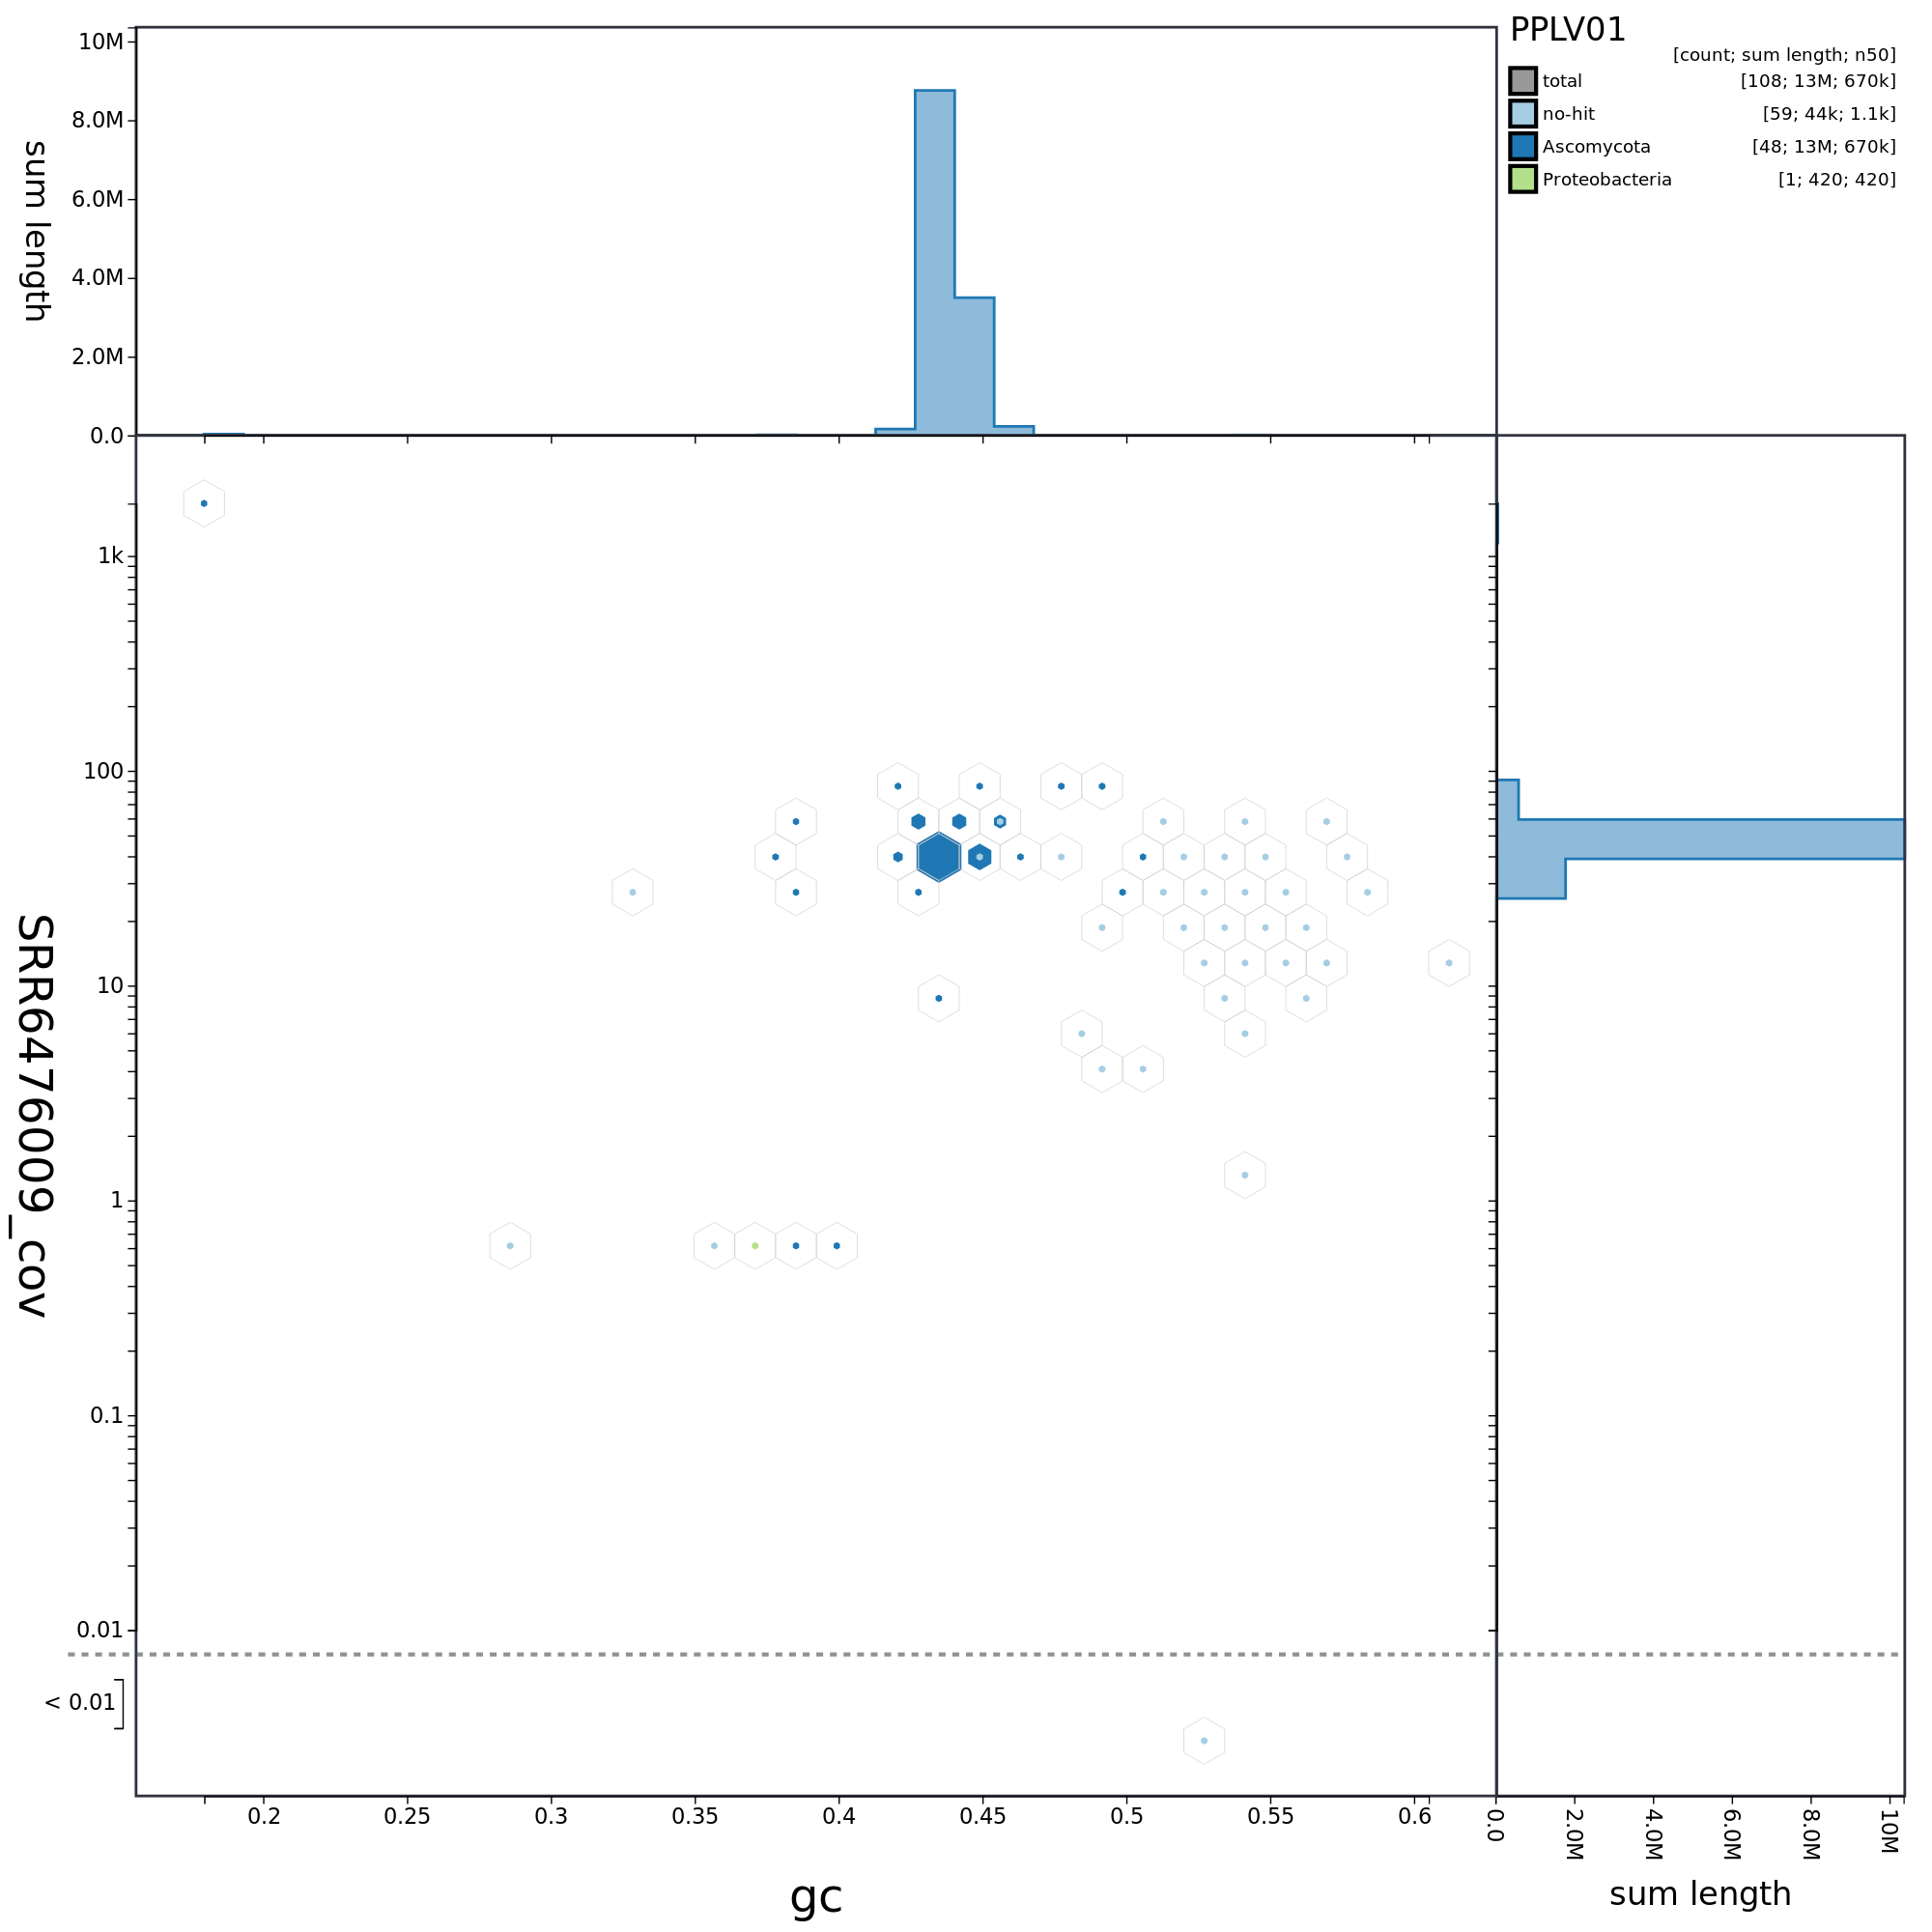 PPLV01
[count; sum length; n50]
total [108; 13M; 670k]
no-hit [59; 44k; 1.1k]
Ascomycota [48; 13M; 670k]
Proteobacteria [1; 420; 420]
sum length
10M
8.0M
6.0M
4.0M
2.0M
0.0
SRR6476009_cov
1k
100
10
1
0.1
0.01
< 0.01
0.2 0.25 0.3 0.35 0.4 0.45 0.5 0.55 0.6
gc
0.0 2.0M 4.0M 6.0M 8.0M 10M
sum length